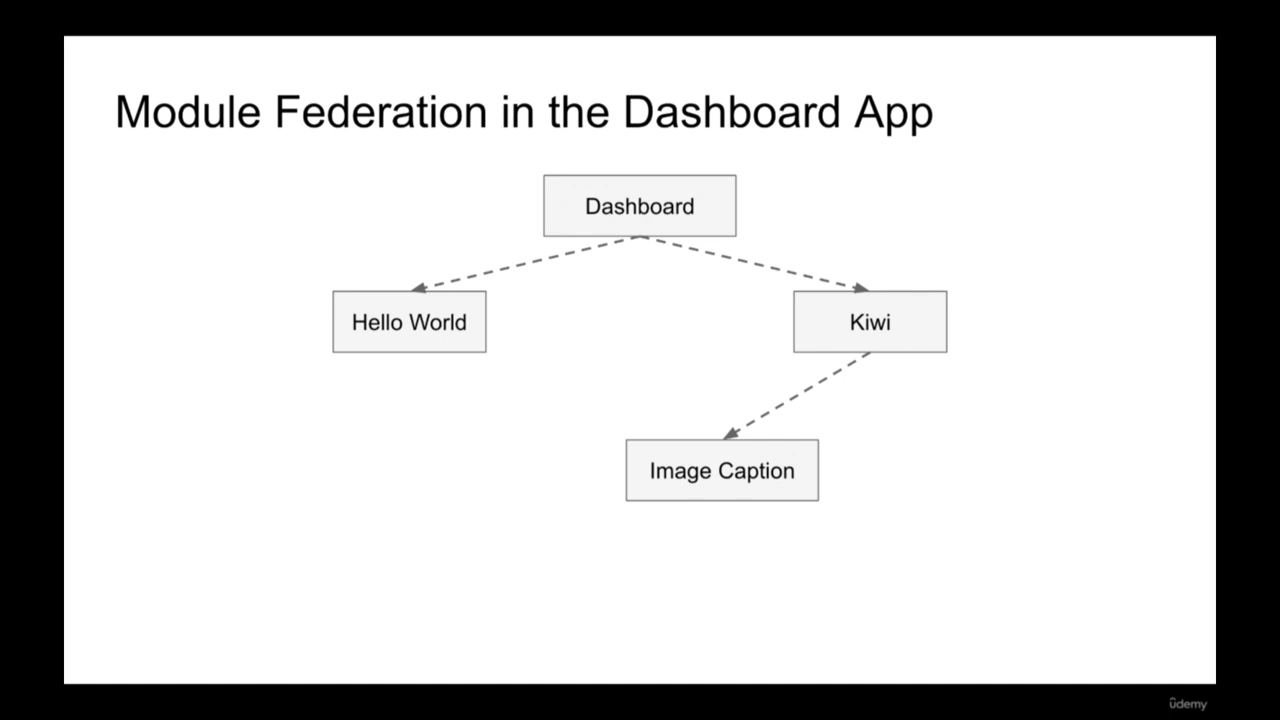 Module Federation in the Dashboard App
Dashboard
Hello World
Kiwi
Image Caption
ûdemy